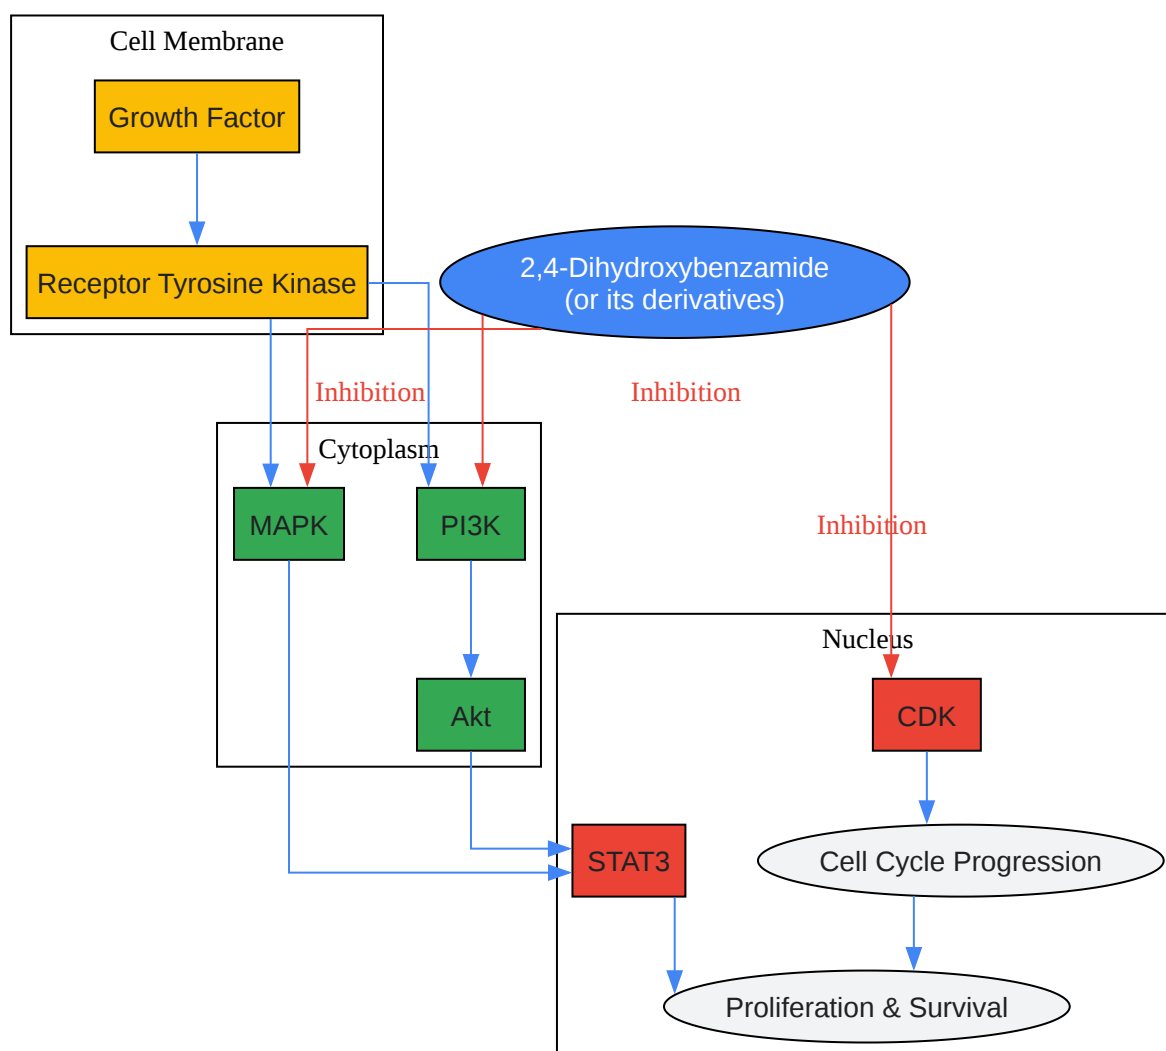 Cell Membrane
Growth Factor
Receptor Tyrosine Kinase
2,4-Dihydroxybenzamide
(or its derivatives)
Inhibition
Inhibition
Cytoplasm
MAPK
PI3K
Inhibition
Nucleus
Akt
CDK
STAT3
Cell Cycle Progression
Proliferation & Survival